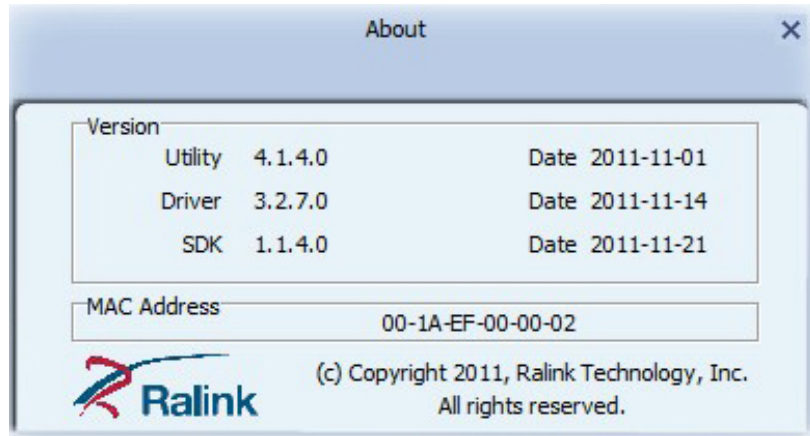 About
Version
Utility 4.1.4.0 Date 2011-11-01
Driver 3.2.7.0 Date 2011-11-14
SDK 1.1.4.0 Date 2011-11-21
MAC Address
00-1A-EF-00-00-02
Ralink
(c) Copyright 2011, Ralink Technology, Inc.
All rights reserved.